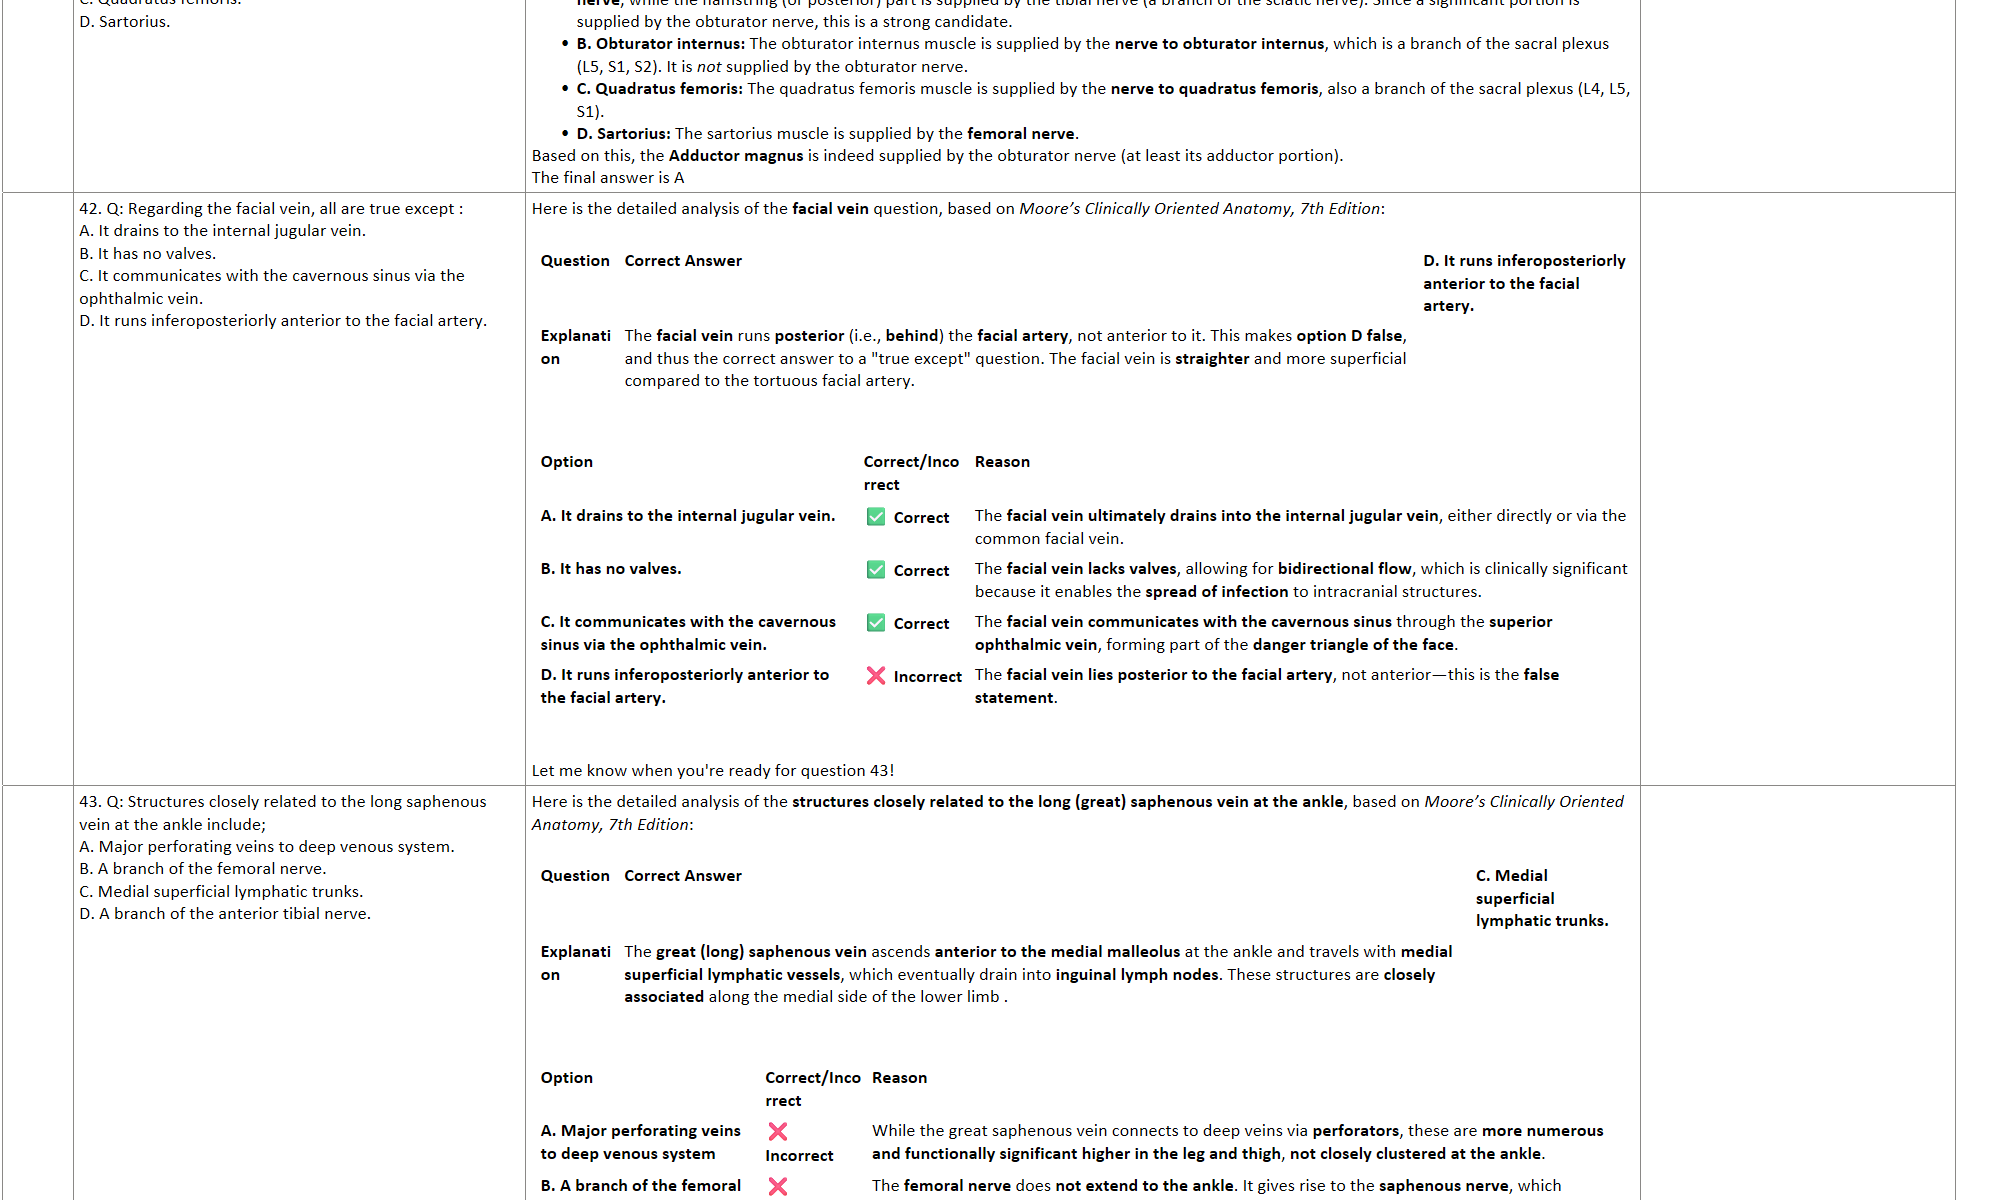 C. Quadratus femoris.
D. Sartorius.
nerve, while the hamstring (or posterior) part is supplied by the tibial nerve (a branch of the sciatic nerve). Since a significant portion is
supplied by the obturator nerve, this is a strong candidate.
• B. Obturator internus: The obturator internus muscle is supplied by the nerve to obturator internus, which is a branch of the sacral plexus
(L5, S1, S2). It is not supplied by the obturator nerve.
• C. Quadratus femoris: The quadratus femoris muscle is supplied by the nerve to quadratus femoris, also a branch of the sacral plexus (L4, L5,
S1).
• D. Sartorius: The sartorius muscle is supplied by the femoral nerve.
Based on this, the Adductor magnus is indeed supplied by the obturator nerve (at least its adductor portion).
The final answer is A
42. Q: Regarding the facial vein, all are true except :
A. It drains to the internal jugular vein.
B. It has no valves.
C. It communicates with the cavernous sinus via the
ophthalmic vein.
D. It runs inferoposteriorly anterior to the facial artery.
Here is the detailed analysis of the facial vein question, based on Moore’s Clinically Oriented Anatomy, 7th Edition:
Question Correct Answer
D. It runs inferoposteriorly
anterior to the facial
artery.
Explanati
on
The facial vein runs posterior (i.e., behind) the facial artery, not anterior to it. This makes option D false,
and thus the correct answer to a "true except" question. The facial vein is straighter and more superficial
compared to the tortuous facial artery.
Option
Correct/Inco
rrect
Reason
A. It drains to the internal jugular vein.
✅ Correct
The facial vein ultimately drains into the internal jugular vein, either directly or via the
common facial vein.
B. It has no valves.
✅ Correct
The facial vein lacks valves, allowing for bidirectional flow, which is clinically significant
because it enables the spread of infection to intracranial structures.
C. It communicates with the cavernous
sinus via the ophthalmic vein.
✅ Correct
The facial vein communicates with the cavernous sinus through the superior
ophthalmic vein, forming part of the danger triangle of the face.
D. It runs inferoposteriorly anterior to
the facial artery.
❌ Incorrect
The facial vein lies posterior to the facial artery, not anterior—this is the false
statement.
Let me know when you're ready for question 43!
43. Q: Structures closely related to the long saphenous
vein at the ankle include;
A. Major perforating veins to deep venous system.
B. A branch of the femoral nerve.
C. Medial superficial lymphatic trunks.
D. A branch of the anterior tibial nerve.
Here is the detailed analysis of the structures closely related to the long (great) saphenous vein at the ankle, based on Moore’s Clinically Oriented
Anatomy, 7th Edition:
Question Correct Answer
C. Medial
superficial
lymphatic trunks.
Explanati
on
The great (long) saphenous vein ascends anterior to the medial malleolus at the ankle and travels with medial
superficial lymphatic vessels, which eventually drain into inguinal lymph nodes. These structures are closely
associated along the medial side of the lower limb .
Option
Correct/Inco
rrect
Reason
A. Major perforating veins
to deep venous system
❌
Incorrect
While the great saphenous vein connects to deep veins via perforators, these are more numerous
and functionally significant higher in the leg and thigh, not closely clustered at the ankle.
B. A branch of the femoral
❌
The femoral nerve does not extend to the ankle. It gives rise to the saphenous nerve, which